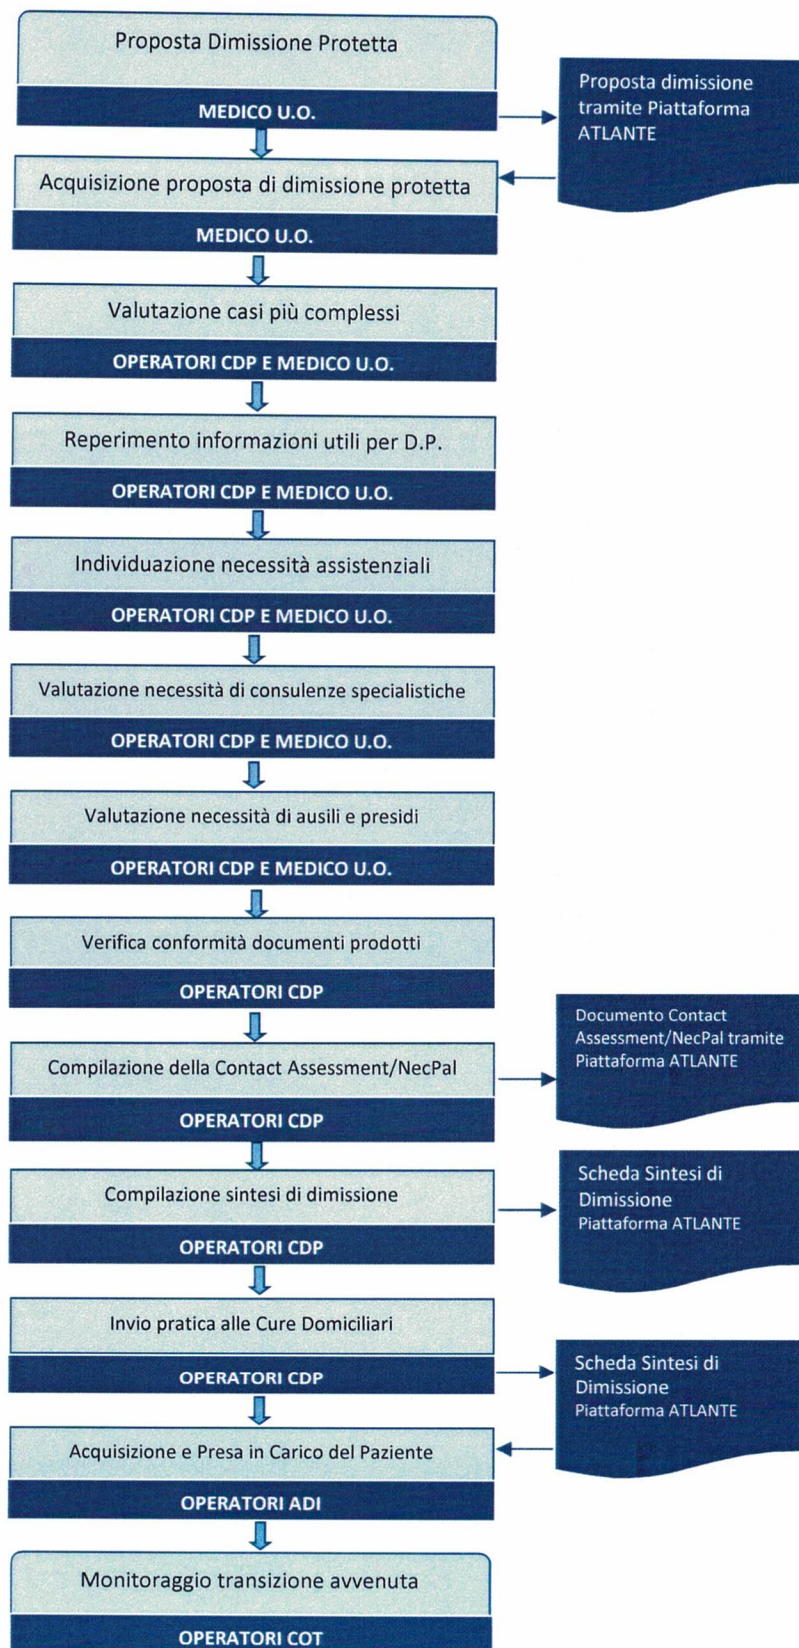 Proposta Dimissione Protetta
MEDICO U.O.
Proposta dimissione
tramite Piattaforma
ATLANTE
Acquisizione proposta di dimissione protetta
MEDICO U.O.
Valutazione casi più complessi
OPERATORI CDP E MEDICO U.O.
Reperimento informazioni utili per D.P.
OPERATORI CDP E MEDICO U.O.
Individuazione necessità assistenziali
OPERATORI CDP E MEDICO U.O.
Valutazione necessità di consulenze specialistiche
OPERATORI CDP E MEDICO U.O.
Valutazione necessità di ausili e presidi
OPERATORI CDP E MEDICO U.O.
Verifica conformità documenti prodotti
OPERATORI CDP
Compilazione della Contact Assessment/NecPal
OPERATORI CDP
Documento Contact
Assessment/NecPal tramite
Piattaforma ATLANTE
Compilazione sintesi di dimissione
OPERATORI CDP
Scheda Sintesi di
Dimissione
Piattaforma ATLANTE
Invio pratica alle Cure Domiciliari
OPERATORI CDP
Scheda Sintesi di
Dimissione
Piattaforma ATLANTE
Acquisizione e Presa in Carico del Paziente
OPERATORI ADI
Monitoraggio transizione avvenuta
OPERATORI COT